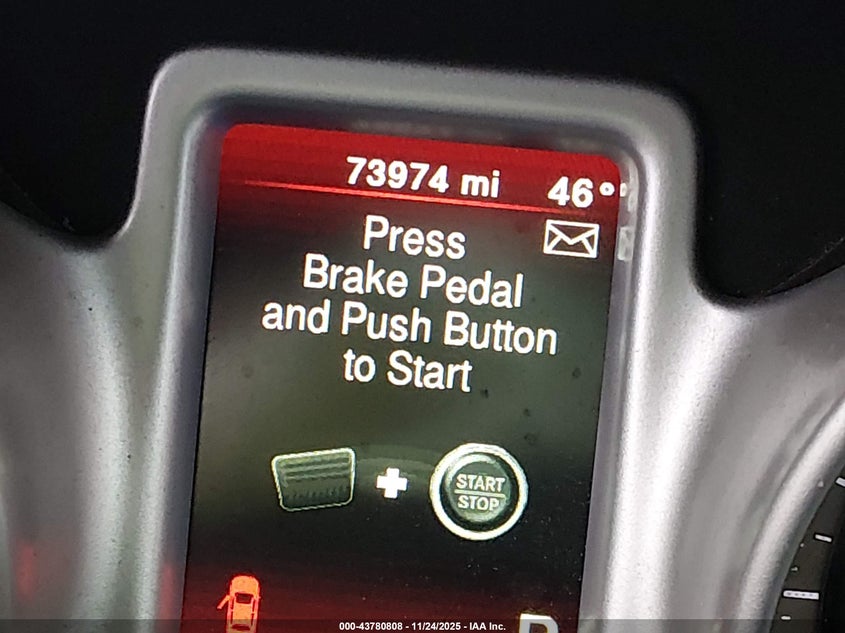 73974 mi 46°
Press
Brake Pedal
and Push Button
to Start
START
STOP
000-43780808 - 11/24/2025 - IAA Inc.